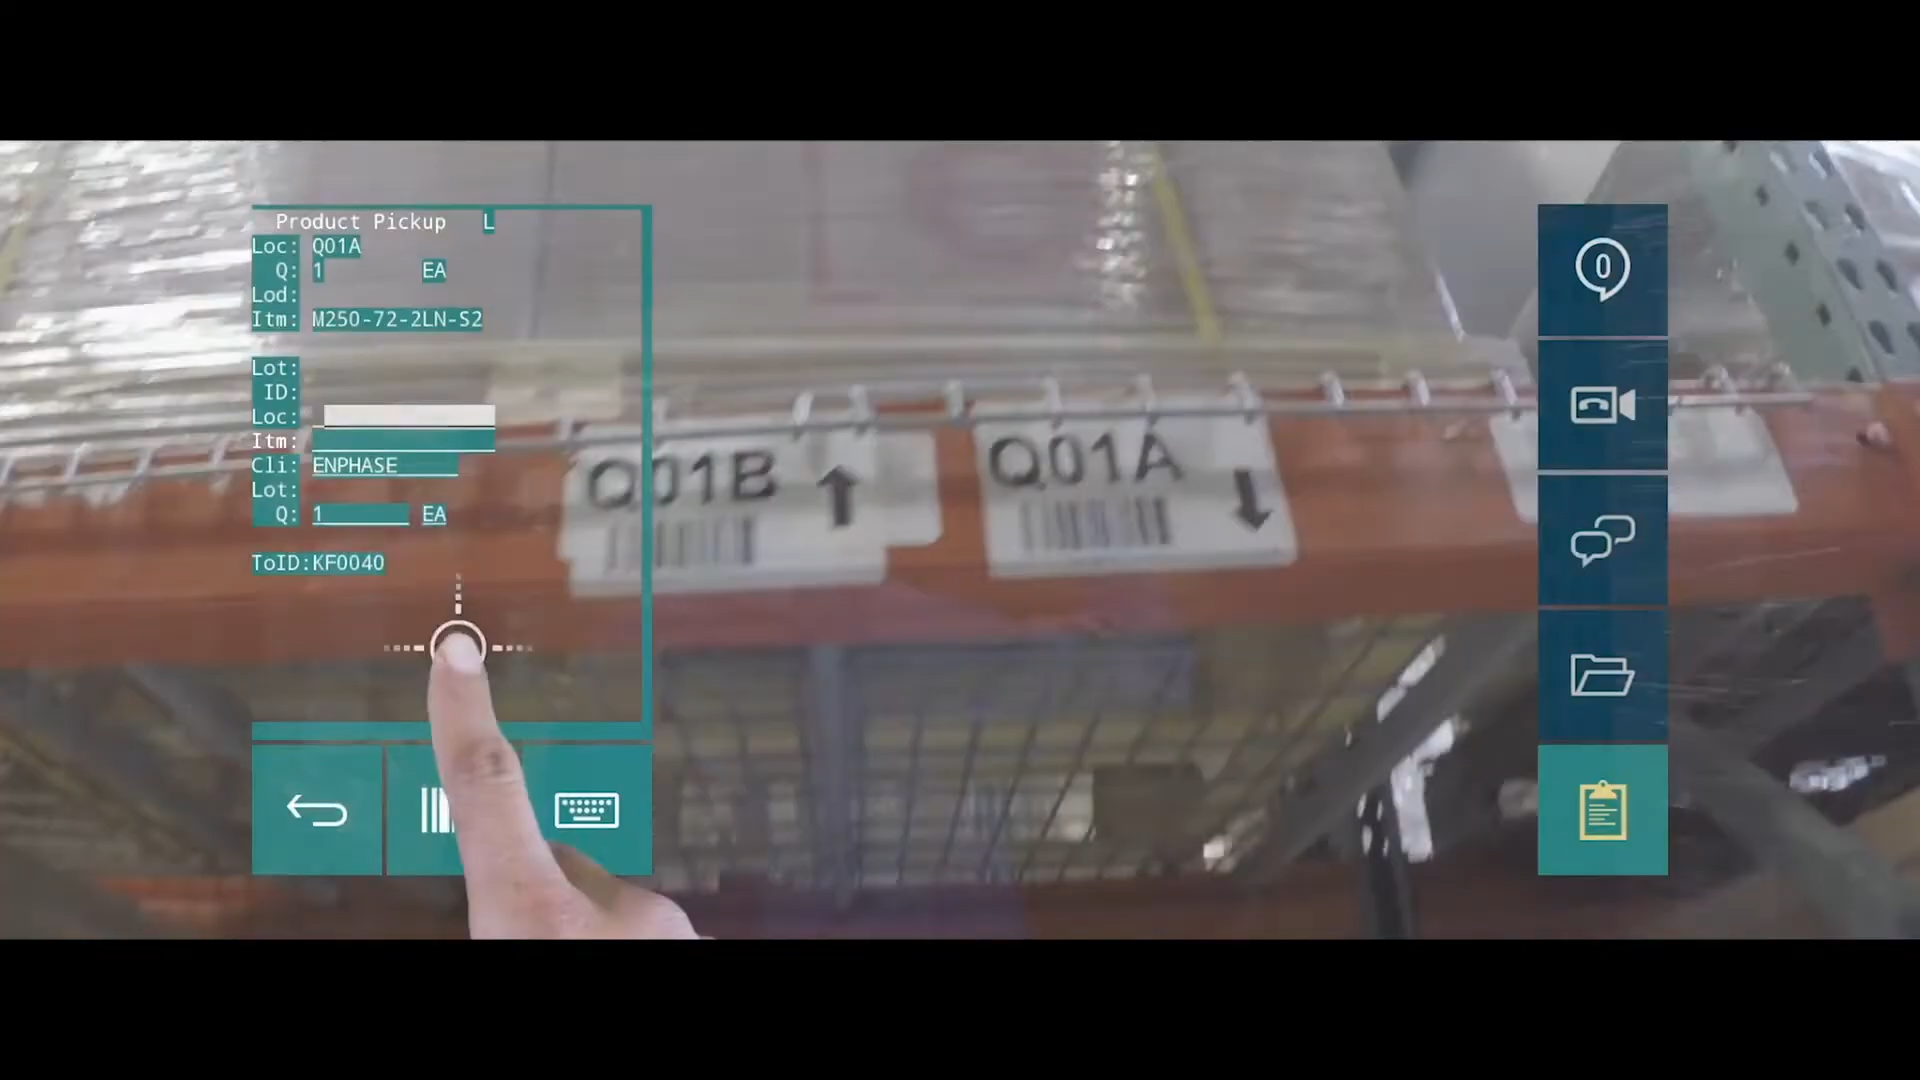 Product Pickup L
Loc: Q01A
Q: 1 EA
Lod:
Itm: M250-72-2LN-S2
Lot:
ID:
Loc:
Itm:
Cli: ENPHASE
Lot:
Q: 1 EA
ToID:KF0040
Q01B
Q01A
0